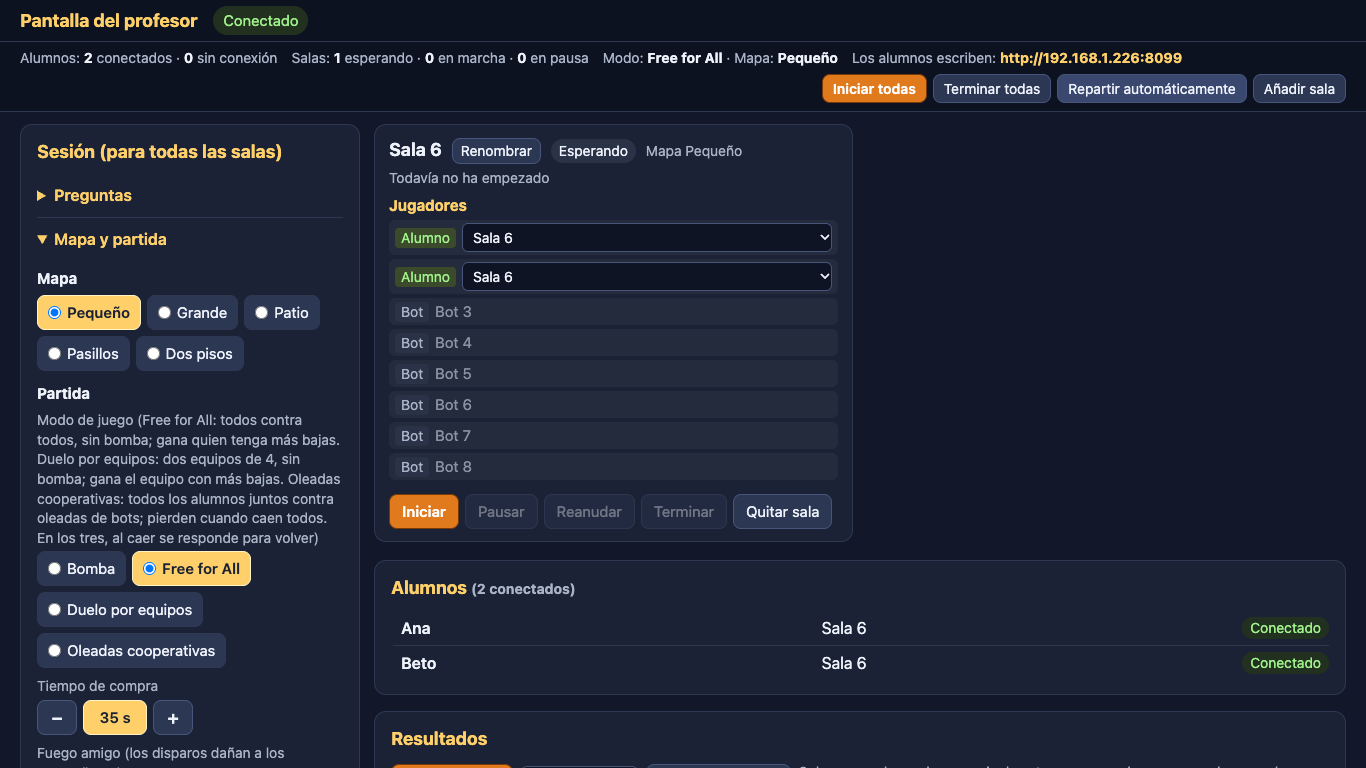 Pantalla del profesor Conectado
Alumnos: 2 conectados · 0 sin conexión Salas: 1 esperando · 0 en marcha · 0 en pausa Modo: Free for All · Mapa: Pequeño Los alumnos escriben: http://192.168.1.226:8099
Iniciar todas Terminar todas Repartir automáticamente Añadir sala
Sesión (para todas las salas)
Preguntas
Mapa y partida
Mapa
Pequeño Grande Patio
Pasillos Dos pisos
Partida
Modo de juego (Free for All: todos contra
todos, sin bomba; gana quien tenga más bajas.
Duelo por equipos: dos equipos de 4, sin
bomba; gana el equipo con más bajas. Oleadas
cooperativas: todos los alumnos juntos contra
oleadas de bots; pierden cuando caen todos.
En los tres, al caer se responde para volver)
Bomba Free for All
Duelo por equipos
Oleadas cooperativas
Tiempo de compra
− 35 s +
Fuego amigo (los disparos dañan a los
Sala 6 Renombrar Esperando Mapa Pequeño
Todavía no ha empezado
Jugadores
Alumno Sala 6
Alumno Sala 6
Bot Bot 3
Bot Bot 4
Bot Bot 5
Bot Bot 6
Bot Bot 7
Bot Bot 8
Iniciar Pausar Reanudar Terminar Quitar sala
Alumnos (2 conectados)
Ana Sala 6 Conectado
Beto Sala 6 Conectado
Resultados